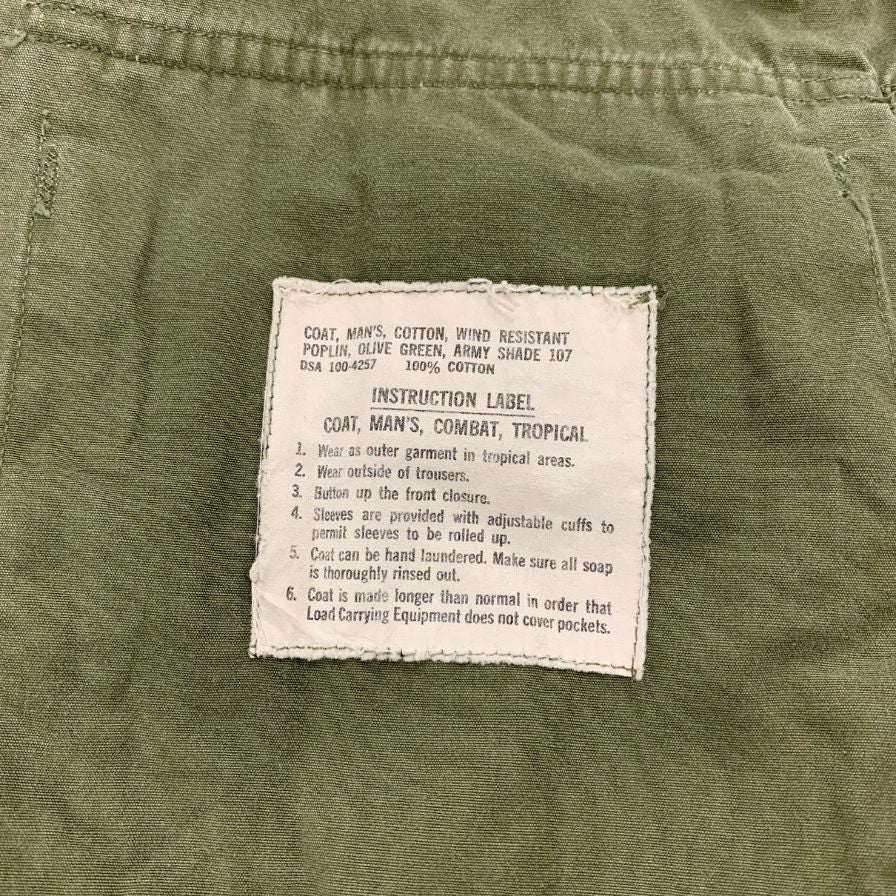 COAT, MAN'S, COTTON, WIND RESISTANT
POPLIN, OLIVE GREEN, ARMY SHADE 107
DSA 100-4257 100% COTTON
INSTRUCTION LABEL
COAT, MAN'S, COMBAT, TROPICAL
1. Wear as outer garment in tropical areas.
2. Wear outside of trousers.
3. Button up the front closure.
4. Sleeves are provided with adjustable cuffs to
permit sleeves to be rolled up.
5. Coat can be hand laundered. Make sure all soap
is thoroughly rinsed out.
6. Coat is made longer than normal in order that
Load Carrying Equipment does not cover pockets.